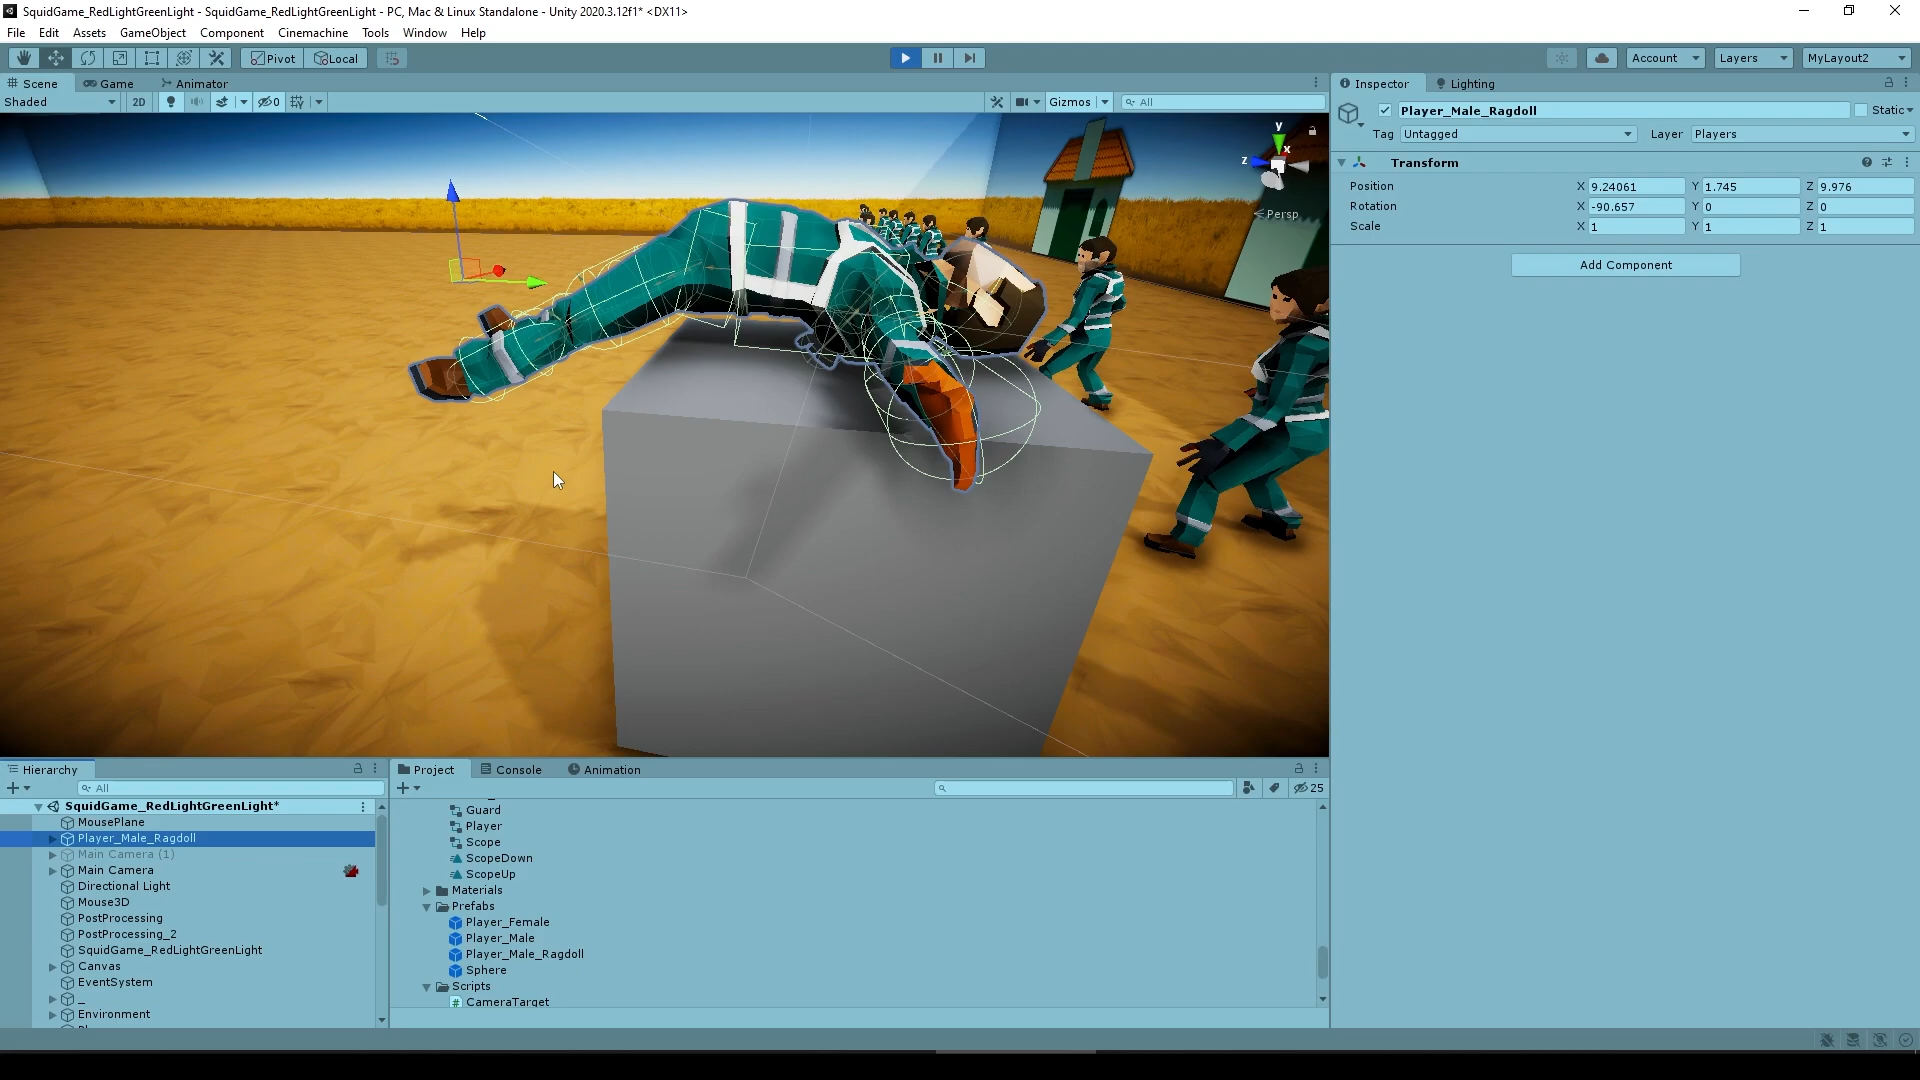 SquidGame_RedLightGreenLight - SquidGame_RedLightGreenLight - PC, Mac & Linux Standalone - Unity 2020.3.12f1* <DX11>
File Edit Assets GameObject Component Cinemachine Tools Window Help
Pivot Local Account Layers MyLayout2
Scene Game Animator
Shaded 2D 0 Gizmos All
y
x
z
Persp
Inspector Lighting
Player_Male_Ragdoll Static
Tag Untagged Layer Players
Transform
Position X 9.24061 Y 1.745 Z 9.976
Rotation X -90.657 Y 0 Z 0
Scale X 1 Y 1 Z 1
Add Component
Hierarchy
All
SquidGame_RedLightGreenLight*
MousePlane
Player_Male_Ragdoll
Main Camera (1)
Main Camera
Directional Light
Mouse3D
PostProcessing
PostProcessing_2
SquidGame_RedLightGreenLight
Canvas
EventSystem
_
Environment
Project Console Animation
25
Guard
Player
Scope
ScopeDown
ScopeUp
Materials
Prefabs
Player_Female
Player_Male
Player_Male_Ragdoll
Sphere
Scripts
CameraTarget